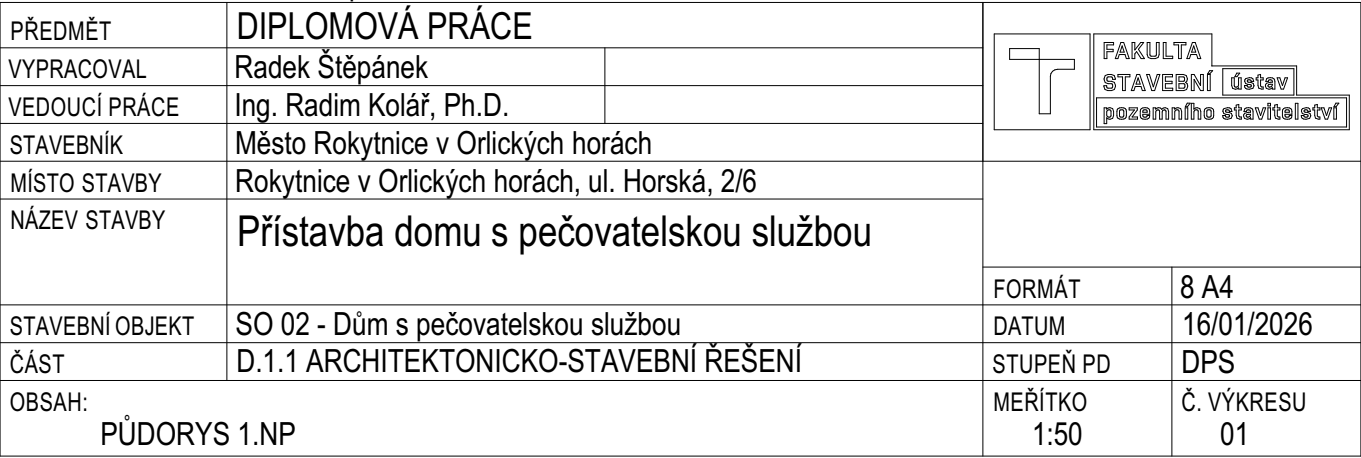 PŘEDMĚT DIPLOMOVÁ PRÁCE
VYPRACOVAL Radek Štěpánek
VEDOUCÍ PRÁCE Ing. Radim Kolář, Ph.D.
STAVEBNÍK Město Rokytnice v Orlických horách
MÍSTO STAVBY Rokytnice v Orlických horách, ul. Horská, 2/6
NÁZEV STAVBY Přístavba domu s pečovatelskou službou
STAVEBNÍ OBJEKT SO 02 - Dům s pečovatelskou službou
ČÁST D.1.1 ARCHITEKTONICKO-STAVEBNÍ ŘEŠENÍ
OBSAH:
PŮDORYS 1.NP
FAKULTA
STAVEBNÍ ústav
pozemního stavitelství
FORMÁT 8 A4
DATUM 16/01/2026
STUPEŇ PD DPS
MEŘÍTKO Č. VÝKRESU
1:50 01